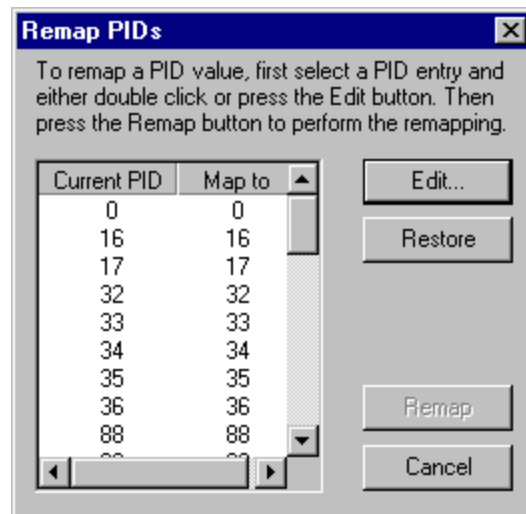 Remap PIDs
To remap a PID value, first select a PID entry and
either double click or press the Edit button. Then
press the Remap button to perform the remapping.
Current PID Map to
0 0
16 16
17 17
32 32
33 33
34 34
35 35
36 36
88 88
Edit...
Restore
Remap
Cancel